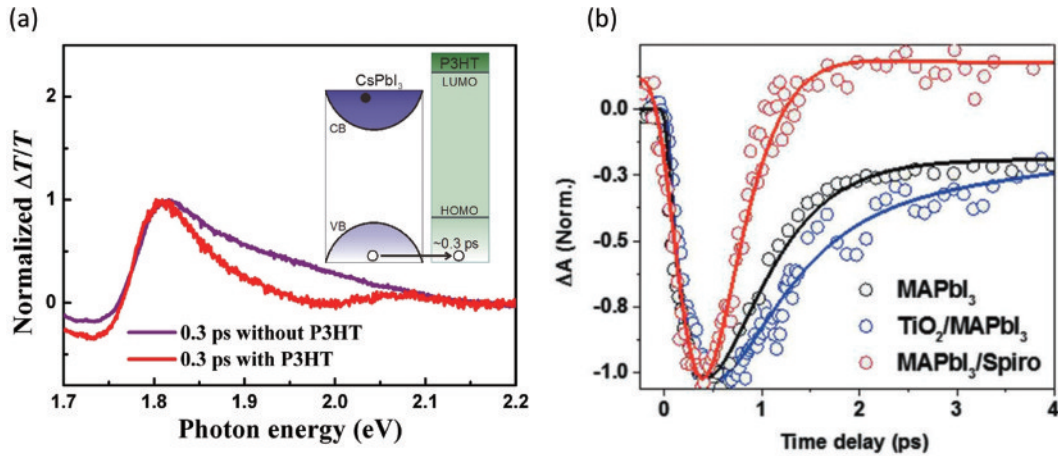 (a)
Normalized ΔT/T
2
1
0
1.7 1.8 1.9 2.0 2.1 2.2
Photon energy (eV)
0.3 ps without P3HT
0.3 ps with P3HT
CsPbI₃
CB
VB
P3HT
LUMO
HOMO
~0.3 ps
(b)
ΔA (Norm.)
0.0
-0.3
-0.5
-0.8
-1.0
0 1 2 3 4
Time delay (ps)
MAPbI₃
TiO₂/MAPbI₃
MAPbI₃/Spiro